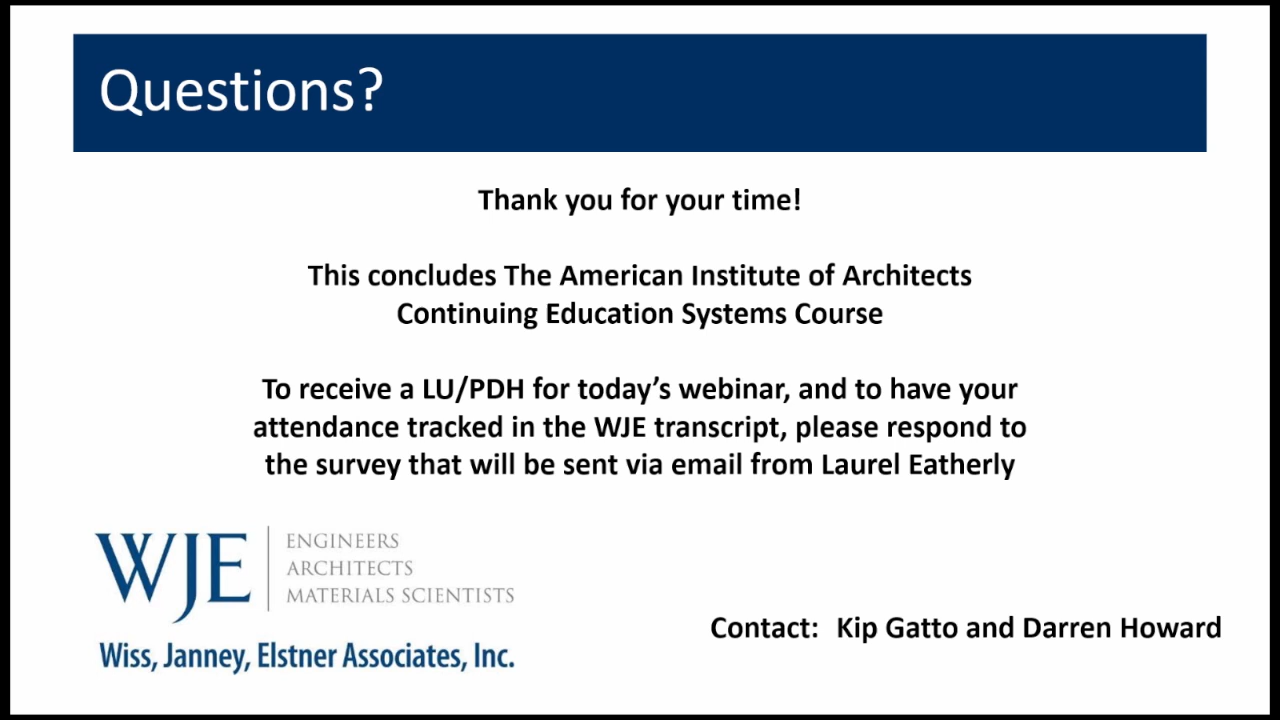 Questions?
Thank you for your time!
This concludes The American Institute of Architects
Continuing Education Systems Course
To receive a LU/PDH for today’s webinar, and to have your
attendance tracked in the WJE transcript, please respond to
the survey that will be sent via email from Laurel Eatherly
WJE
ENGINEERS
ARCHITECTS
MATERIALS SCIENTISTS
Wiss, Janney, Elstner Associates, Inc.
Contact: Kip Gatto and Darren Howard